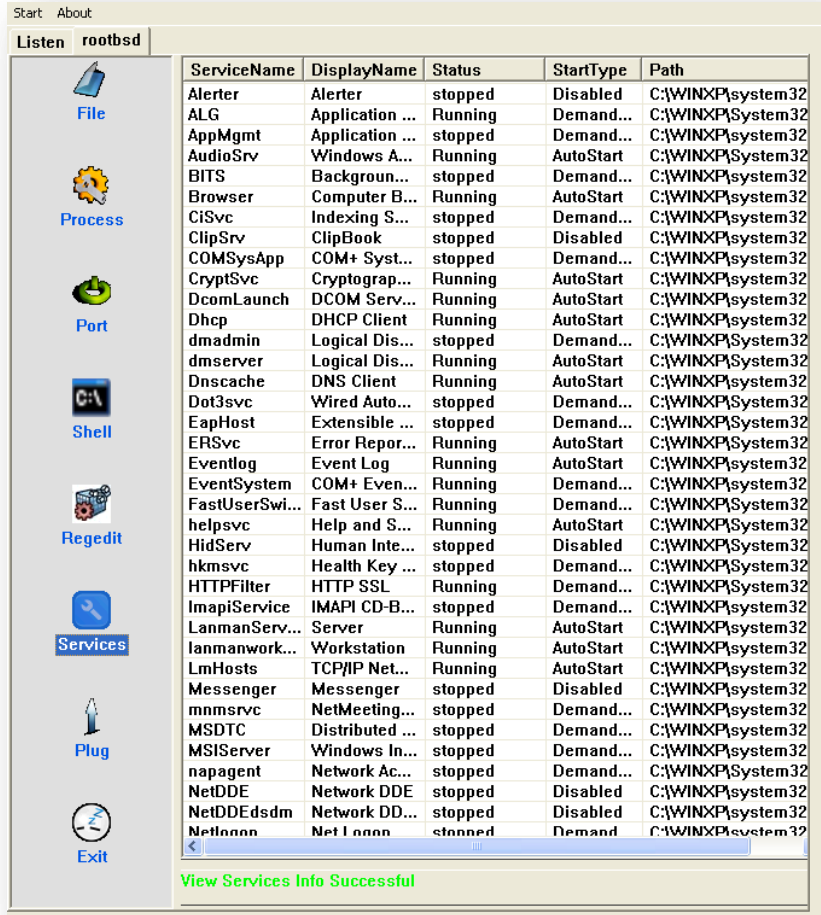 Start About
Listen rootbsd
File
Process
Port
Shell
Regedit
Services
Plug
Exit
ServiceName DisplayName Status StartType Path
Alerter Alerter stopped Disabled C:\WINXP\system32
ALG Application ... Running Demand... C:\WINXP\System32
AppMgmt Application ... stopped Demand... C:\WINXP\system32
AudioSrv Windows A... Running AutoStart C:\WINXP\System32
BITS Backgroun... stopped Demand... C:\WINXP\system32
Browser Computer B... Running AutoStart C:\WINXP\system32
CiSvc Indexing S... stopped Demand... C:\WINXP\system32
ClipSrv ClipBook stopped Disabled C:\WINXP\system32
COMSysApp COM+ Syst... stopped Demand... C:\WINXP\system32
CryptSvc Cryptograp... Running AutoStart C:\WINXP\system32
DcomLaunch DCOM Serv... Running AutoStart C:\WINXP\system32
Dhcp DHCP Client Running AutoStart C:\WINXP\system32
dmadmin Logical Dis... stopped Demand... C:\WINXP\System32
dmserver Logical Dis... Running AutoStart C:\WINXP\System32
Dnscache DNS Client Running AutoStart C:\WINXP\system32
Dot3svc Wired Auto... stopped Demand... C:\WINXP\System32
EapHost Extensible ... stopped Demand... C:\WINXP\System32
ERSvc Error Repor... Running AutoStart C:\WINXP\System32
Eventlog Event Log Running AutoStart C:\WINXP\system32
EventSystem COM+ Even... Running Demand... C:\WINXP\system32
FastUserSwi... Fast User S... Running Demand... C:\WINXP\System32
helpsvc Help and S... Running AutoStart C:\WINXP\System32
HidServ Human Inte... stopped Disabled C:\WINXP\System32
hkmsvc Health Key ... stopped Demand... C:\WINXP\System32
HTTPFilter HTTP SSL Running Demand... C:\WINXP\System32
ImapiService IMAPI CD-B... stopped Demand... C:\WINXP\system32
LanmanServ... Server Running AutoStart C:\WINXP\system32
lanmanwork... Workstation Running AutoStart C:\WINXP\system32
LmHosts TCP/IP Net... Running AutoStart C:\WINXP\system32
Messenger Messenger stopped Disabled C:\WINXP\system32
mnmsrvc NetMeeting... stopped Demand... C:\WINXP\system32
MSDTC Distributed ... stopped Demand... C:\WINXP\system32
MSIServer Windows In... stopped Demand... C:\WINXP\system32
napagent Network Ac... stopped Demand... C:\WINXP\System32
NetDDE Network DDE stopped Disabled C:\WINXP\system32
NetDDEdsdm Network DD... stopped Disabled C:\WINXP\system32
Netlogon Net Logon stopped Demand... C:\WINXP\system32
View Services Info Successful